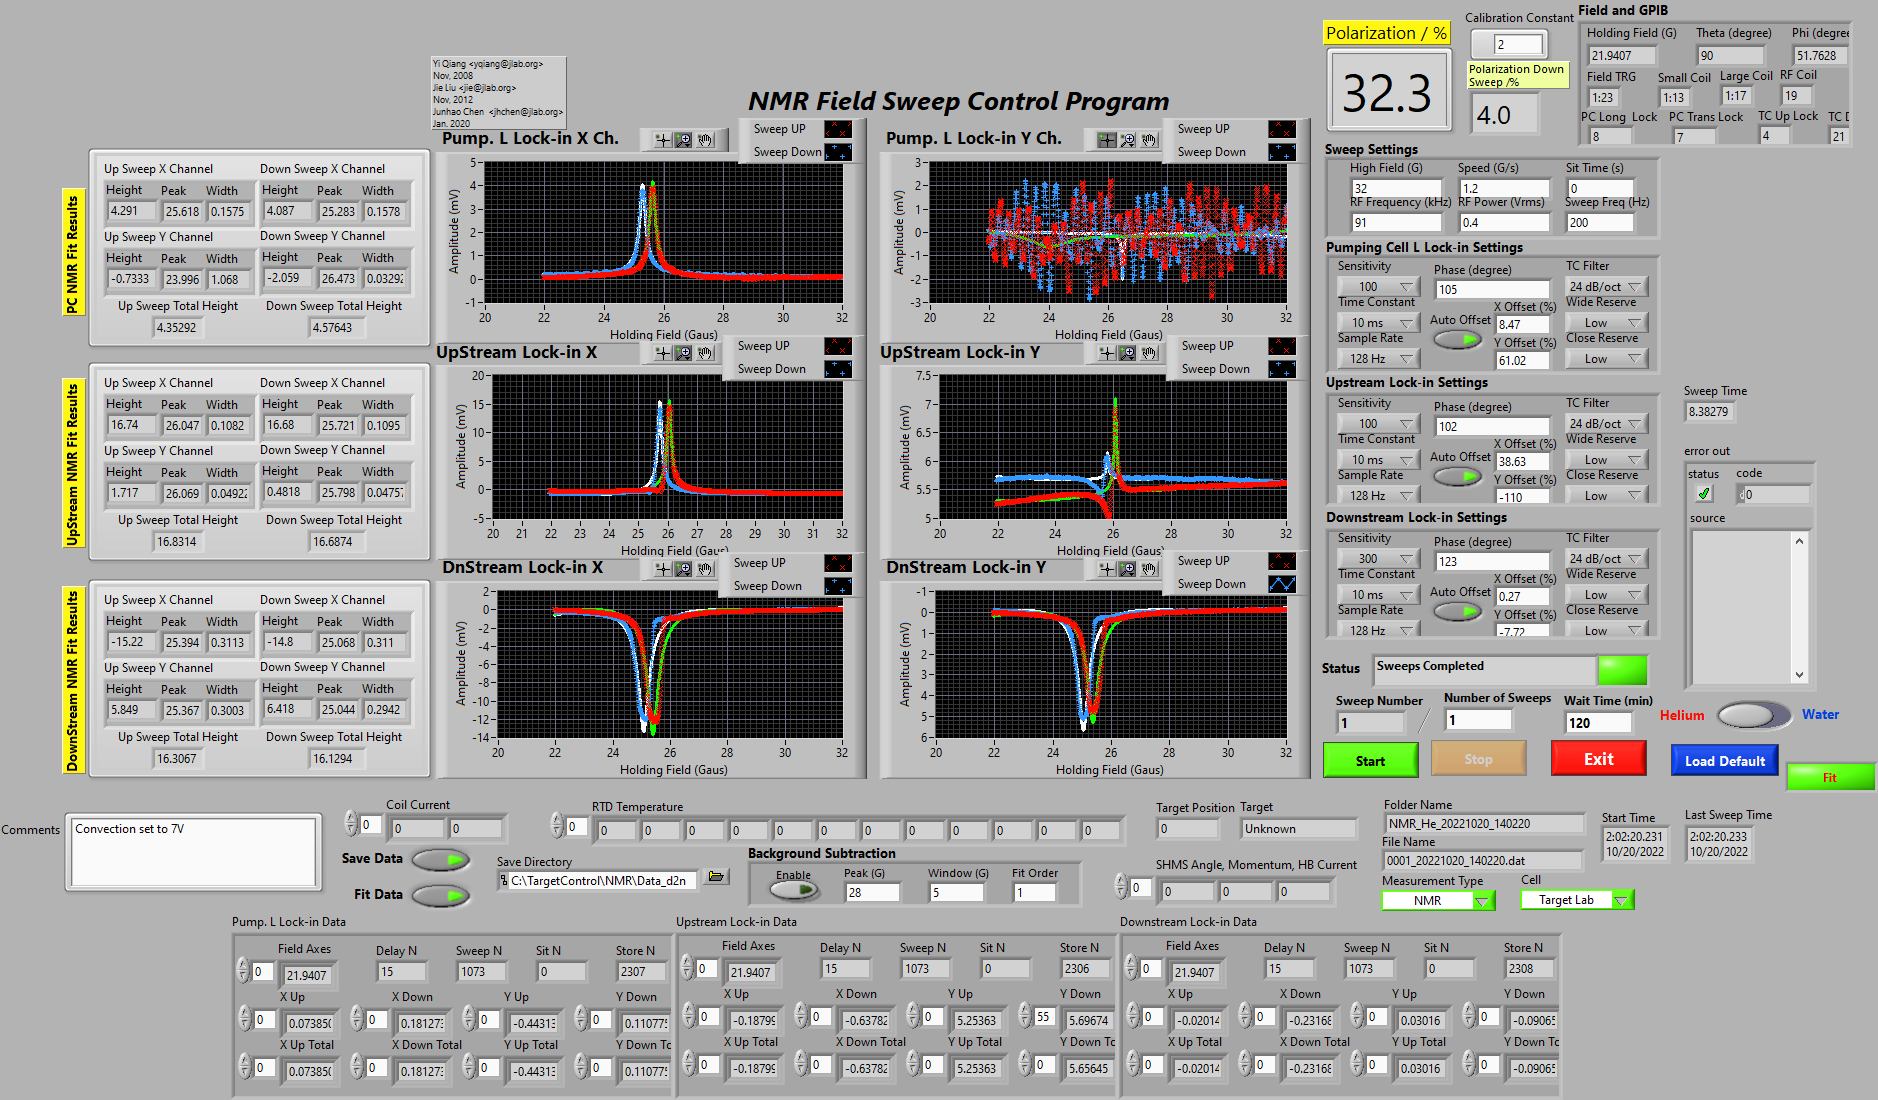 Yi Qiang <yqiang@jlab.org>
Nov, 2008
Jie Liu <jie@jlab.org>
Nov, 2012
Junhao Chen <jhchen@jlab.org>
Jan. 2020
NMR Field Sweep Control Program
Polarization / %
32.3
Calibration Constant
2
Polarization Down
Sweep /%
4.0
Field and GPIB
Holding Field (G) Theta (degree) Phi (degree
21.9407 90 51.7628
Field TRG Small Coil Large Coil RF Coil
1:23 1:13 1:17 19
PC Long Lock PC Trans Lock TC Up Lock TC D
8 7 4 21
PC NMR Fit Results
Up Sweep X Channel Down Sweep X Channel
Height Peak Width Height Peak Width
4.291 25.618 0.1575 4.087 25.283 0.1578
Up Sweep Y Channel Down Sweep Y Channel
Height Peak Width Height Peak Width
-0.7333 23.996 1.068 -2.059 26.473 0.03292
Up Sweep Total Height Down Sweep Total Height
4.35292 4.57643
Pump. L Lock-in X Ch.
Sweep UP
Sweep Down
Amplitude (mV)
5
4
3
2
1
0
-1
20 22 24 26 28 30 32
Holding Field (Gaus)
Pump. L Lock-in Y Ch.
Sweep UP
Sweep Down
Amplitude (mV)
3
2
1
0
-1
-2
-3
20 22 24 26 28 30 32
Holding Field (Gaus)
Sweep Settings
High Field (G) Speed (G/s) Sit Time (s)
32 1.2 0
RF Frequency (kHz) RF Power (Vrms) Sweep Freq (Hz)
91 0.4 200
Pumping Cell L Lock-in Settings
Sensitivity Phase (degree) TC Filter
100 105 24 dB/oct
Time Constant X Offset (%) Wide Reserve
10 ms Auto Offset 8.47 Low
Sample Rate Y Offset (%) Close Reserve
128 Hz 61.02 Low
UpStream NMR Fit Results
Up Sweep X Channel Down Sweep X Channel
Height Peak Width Height Peak Width
16.74 26.047 0.1082 16.68 25.721 0.1095
Up Sweep Y Channel Down Sweep Y Channel
Height Peak Width Height Peak Width
1.717 26.069 0.04922 0.4818 25.798 0.04757
Up Sweep Total Height Down Sweep Total Height
16.8314 16.6874
UpStream Lock-in X
Sweep UP
Sweep Down
Amplitude (mV)
20
15
10
5
0
-5
20 21 22 23 24 25 26 27 28 29 30 31 32
Holding Field (Gaus)
UpStream Lock-in Y
Sweep UP
Sweep Down
Amplitude (mV)
7.5
7
6.5
6
5.5
5
20 22 24 26 28 30 32
Holding Field (Gaus)
Upstream Lock-in Settings
Sensitivity Phase (degree) TC Filter
100 102 24 dB/oct
Time Constant X Offset (%) Wide Reserve
10 ms Auto Offset 38.63 Low
Sample Rate Y Offset (%) Close Reserve
128 Hz -110 Low
Sweep Time
8.38279
error out
status code
0
source
DownStream NMR Fit Results
Up Sweep X Channel Down Sweep X Channel
Height Peak Width Height Peak Width
-15.22 25.394 0.3113 -14.8 25.068 0.311
Up Sweep Y Channel Down Sweep Y Channel
Height Peak Width Height Peak Width
5.849 25.367 0.3003 6.418 25.044 0.2942
Up Sweep Total Height Down Sweep Total Height
16.3067 16.1294
DnStream Lock-in X
Sweep UP
Sweep Down
Amplitude (mV)
2
0
-2
-4
-6
-8
-10
-12
-14
20 22 24 26 28 30 32
Holding Field (Gaus)
DnStream Lock-in Y
Sweep UP
Sweep Down
Amplitude (mV)
-1
0
1
2
3
4
5
6
20 22 24 26 28 30 32
Holding Field (Gaus)
Downstream Lock-in Settings
Sensitivity Phase (degree) TC Filter
300 123 24 dB/oct
Time Constant X Offset (%) Wide Reserve
10 ms Auto Offset 0.27 Low
Sample Rate Y Offset (%) Close Reserve
128 Hz -7.72 Low
Status Sweeps Completed
Sweep Number Number of Sweeps Wait Time (min)
1 / 1 120
Helium Water
Start Stop Exit Load Default Fit
Comments Convection set to 7V
Coil Current
0 0 0
Save Data
Fit Data
RTD Temperature
0 0 0 0 0 0 0 0 0 0 0 0 0
Save Directory
C:\TargetControl\NMR\Data_d2n
Background Subtraction
Enable Peak (G) Window (G) Fit Order
28 5 1
Target Position Target
0 Unknown
SHMS Angle, Momentum, HB Current
0 0 0 0
Folder Name
NMR_He_20221020_140220
File Name
0001_20221020_140220.dat
Measurement Type Cell
NMR Target Lab
Start Time
2:02:20.231
10/20/2022
Last Sweep Time
2:02:20.233
10/20/2022
Pump. L Lock-in Data
Field Axes Delay N Sweep N Sit N Store N
0 21.9407 15 1073 0 2307
X Up X Down Y Up Y Down
0 0.07385( 0 0.181273 0 -0.44313 0 0.110775
X Up Total X Down Total Y Up Total Y Down To
0 0.07385( 0 0.181273 0 -0.44313 0 0.110775
Upstream Lock-in Data
Field Axes Delay N Sweep N Sit N Store N
0 21.9407 15 1073 0 2306
X Up X Down Y Up Y Down
0 -0.18799 0 -0.63782 0 5.25363 55 5.69674
X Up Total X Down Total Y Up Total Y Down To
0 -0.18799 0 -0.63782 0 5.25363 0 5.65645
Downstream Lock-in Data
Field Axes Delay N Sweep N Sit N Store N
0 21.9407 15 1073 0 2308
X Up X Down Y Up Y Down
0 -0.02014 0 -0.23168 0 0.03016 0 -0.09065
X Up Total X Down Total Y Up Total Y Down To
0 -0.02014 0 -0.23168 0 0.03016 0 -0.09065